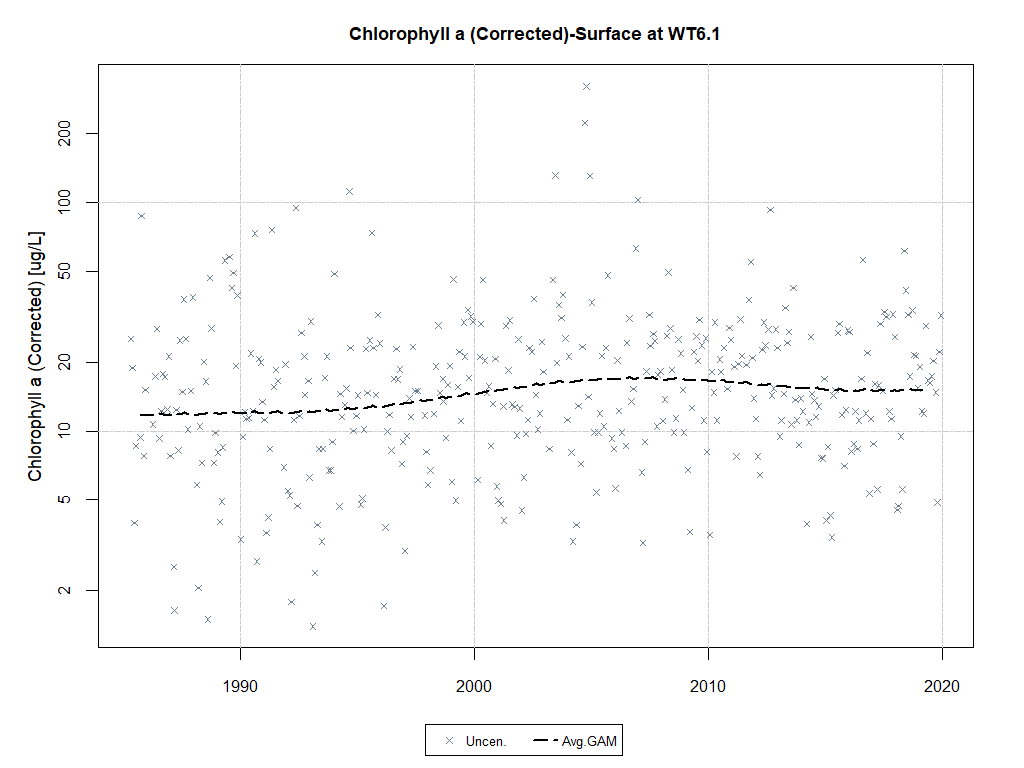 Chlorophyll a (Corrected)-Surface at WT6.1
Chlorophyll a (Corrected) [ug/L]
200
100
50
20
10
5
2
1990
2000
2010
2020
Uncen.
Avg.GAM